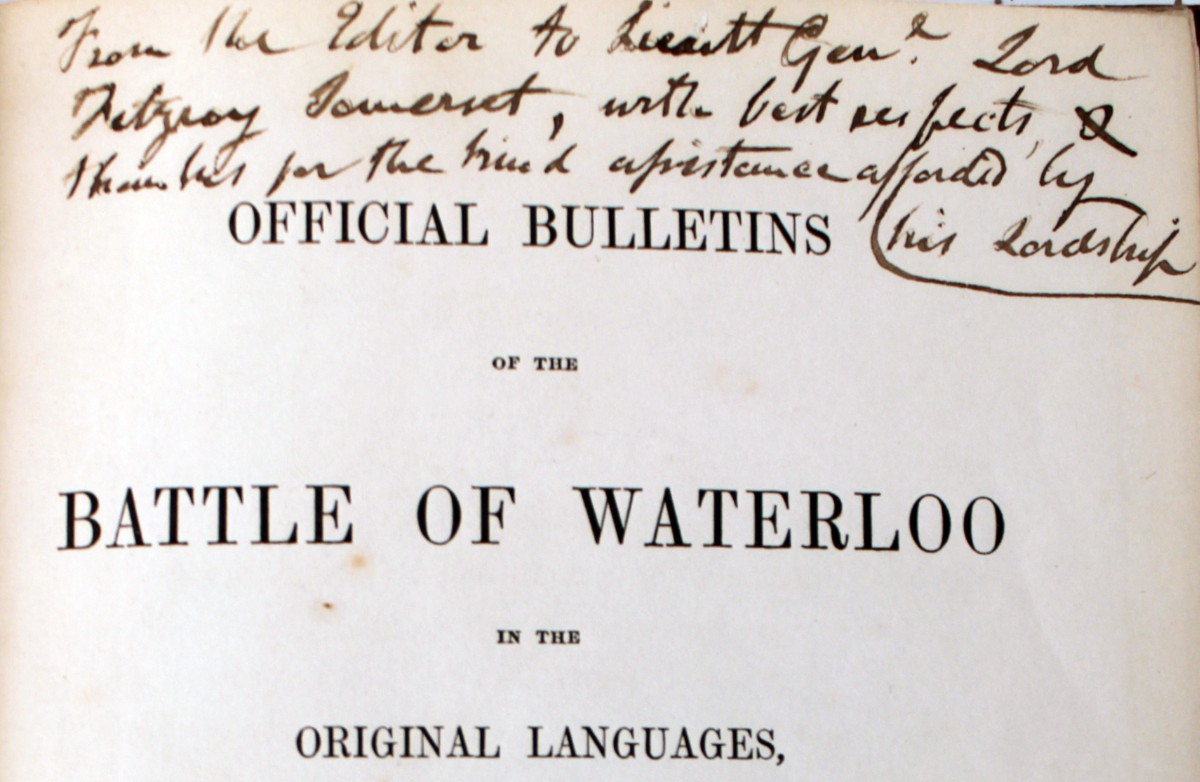 From the Editor to Lieutt Genl. Lord
Fitzroy Somerset, with best respects, &
thanks for the kind assistance afforded by
his Lordship
OFFICIAL BULLETINS
OF THE
BATTLE OF WATERLOO
IN THE
ORIGINAL LANGUAGES,